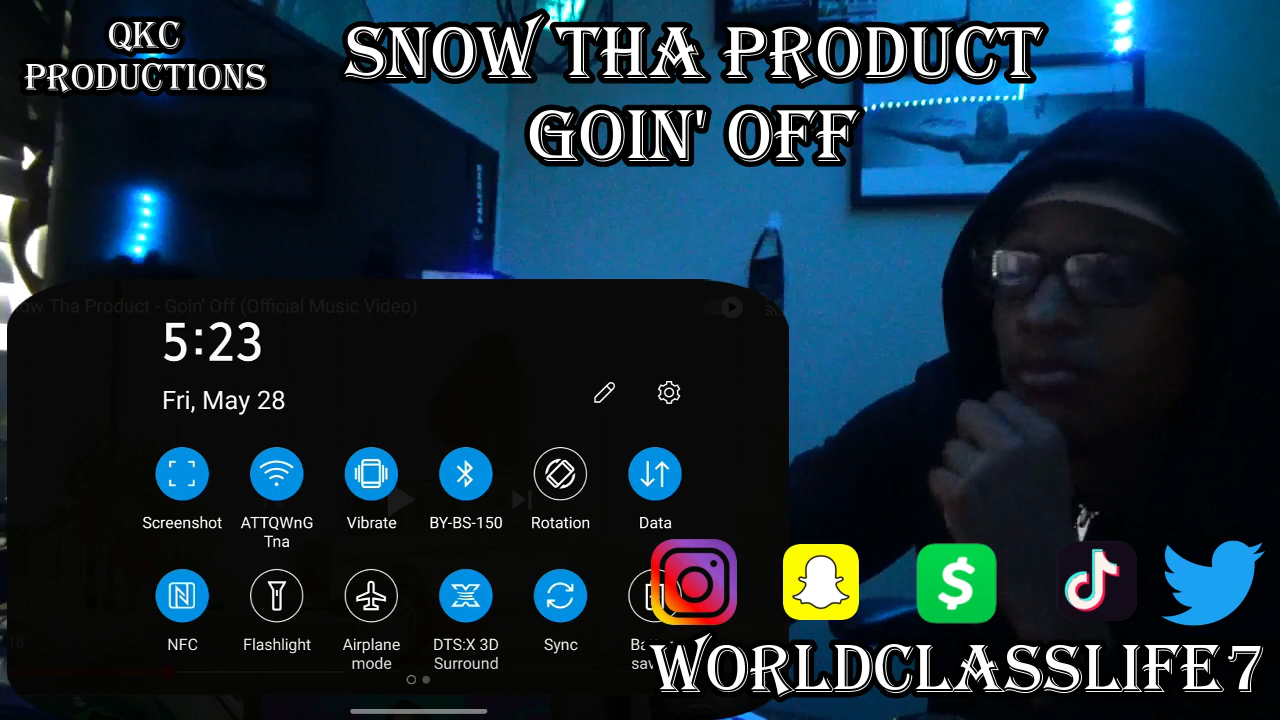 QKC
PRODUCTIONS
SNOW THA PRODUCT
GOIN' OFF
FALCONS
ow Tha Product - Goin' Off (Official Music Video)
5:23
Fri, May 28
Screenshot
ATTQWnG
Tna
Vibrate
BY-BS-150
Rotation
Data
NFC
Flashlight
Airplane
mode
DTS:X 3D
Surround
Sync
WORLDCLASSLIFE7